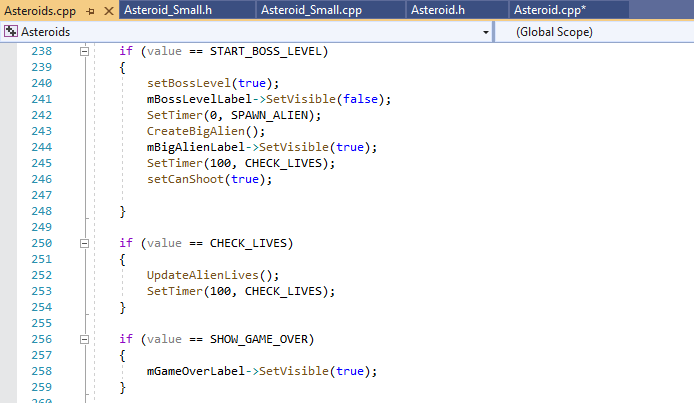 Asteroids.cpp Asteroid_Small.h Asteroid_Small.cpp Asteroid.h Asteroid.cpp*
Asteroids (Global Scope)
238 if (value == START_BOSS_LEVEL)
239 {
240 setBossLevel(true);
241 mBossLevelLabel->SetVisible(false);
242 SetTimer(0, SPAWN_ALIEN);
243 CreateBigAlien();
244 mBigAlienLabel->SetVisible(true);
245 SetTimer(100, CHECK_LIVES);
246 setCanShoot(true);
247
248 }
249
250 if (value == CHECK_LIVES)
251 {
252 UpdateAlienLives();
253 SetTimer(100, CHECK_LIVES);
254 }
255
256 if (value == SHOW_GAME_OVER)
257 {
258 mGameOverLabel->SetVisible(true);
259 }
260